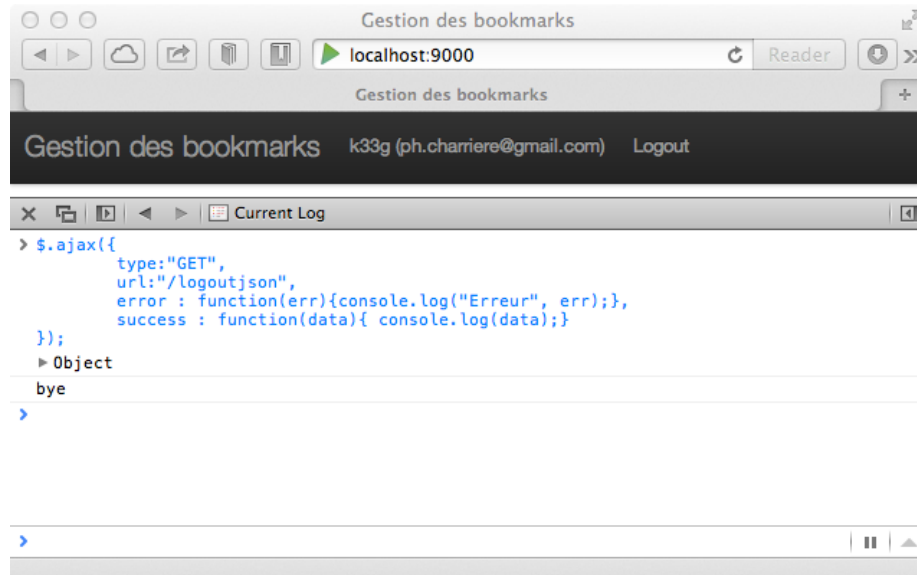 Gestion des bookmarks
localhost:9000 Reader
Gestion des bookmarks
Gestion des bookmarks k33g (ph.charriere@gmail.com) Logout
Current Log
> $.ajax({
type:"GET",
url:"/logoutjson",
error : function(err){console.log("Erreur", err);},
success : function(data){ console.log(data);}
});
Object
bye